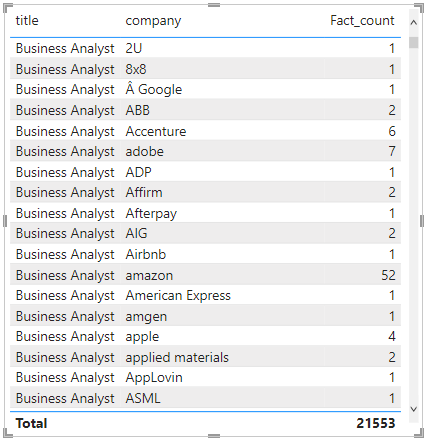 title company Fact_count
Business Analyst 2U 1
Business Analyst 8x8 1
Business Analyst Â Google 1
Business Analyst ABB 2
Business Analyst Accenture 6
Business Analyst adobe 7
Business Analyst ADP 1
Business Analyst Affirm 2
Business Analyst Afterpay 1
Business Analyst AIG 2
Business Analyst Airbnb 1
Business Analyst amazon 52
Business Analyst American Express 1
Business Analyst amgen 1
Business Analyst apple 4
Business Analyst applied materials 2
Business Analyst AppLovin 1
Business Analyst ASML 1
Total 21553